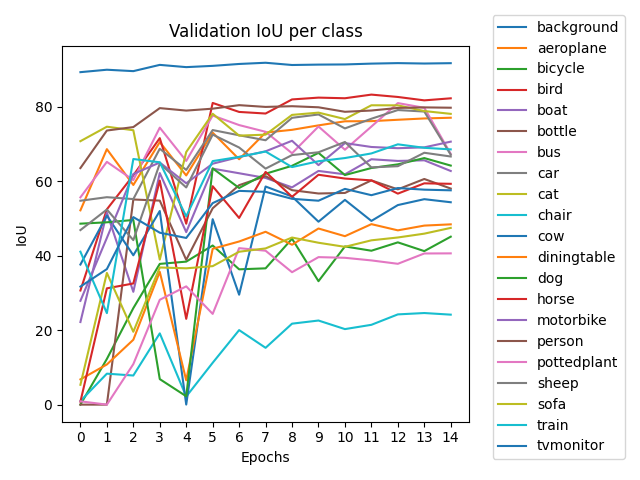 Validation IoU per class
IoU
80
60
40
20
0
0 1 2 3 4 5 6 7 8 9 10 11 12 13 14
Epochs
background
aeroplane
bicycle
bird
boat
bottle
bus
car
cat
chair
cow
diningtable
dog
horse
motorbike
person
pottedplant
sheep
sofa
train
tvmonitor